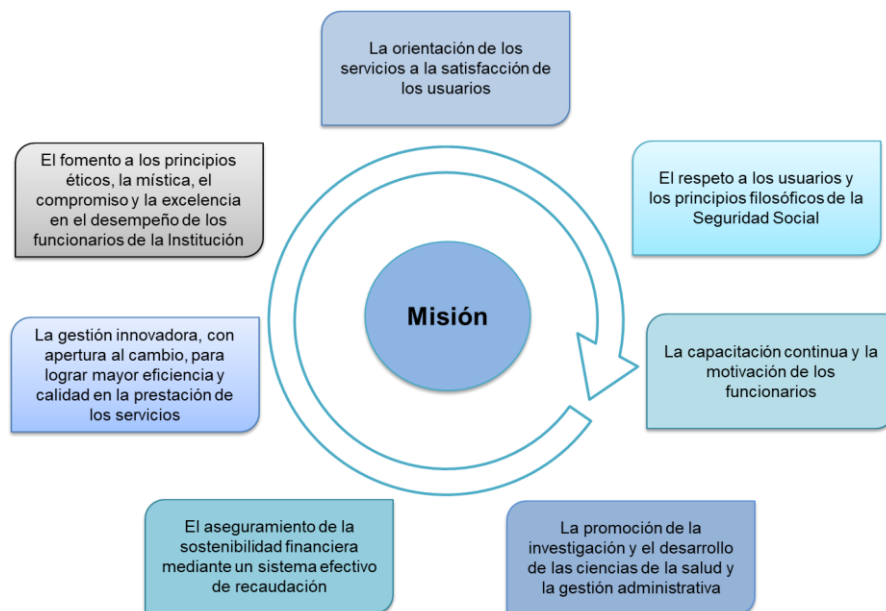 La orientación de los
servicios a la satisfacción de
los usuarios
El respeto a los usuarios y
los principios filosóficos de la
Seguridad Social
La capacitación continua y la
motivación de los
funcionarios
La promoción de la
investigación y el desarrollo
de las ciencias de la salud y
la gestión administrativa
El aseguramiento de la
sostenibilidad financiera
mediante un sistema efectivo
de recaudación
La gestión innovadora, con
apertura al cambio, para
lograr mayor eficiencia y
calidad en la prestación de
los servicios
El fomento a los principios
éticos, la mística, el
compromiso y la excelencia
en el desempeño de los
funcionarios de la Institución
Misión